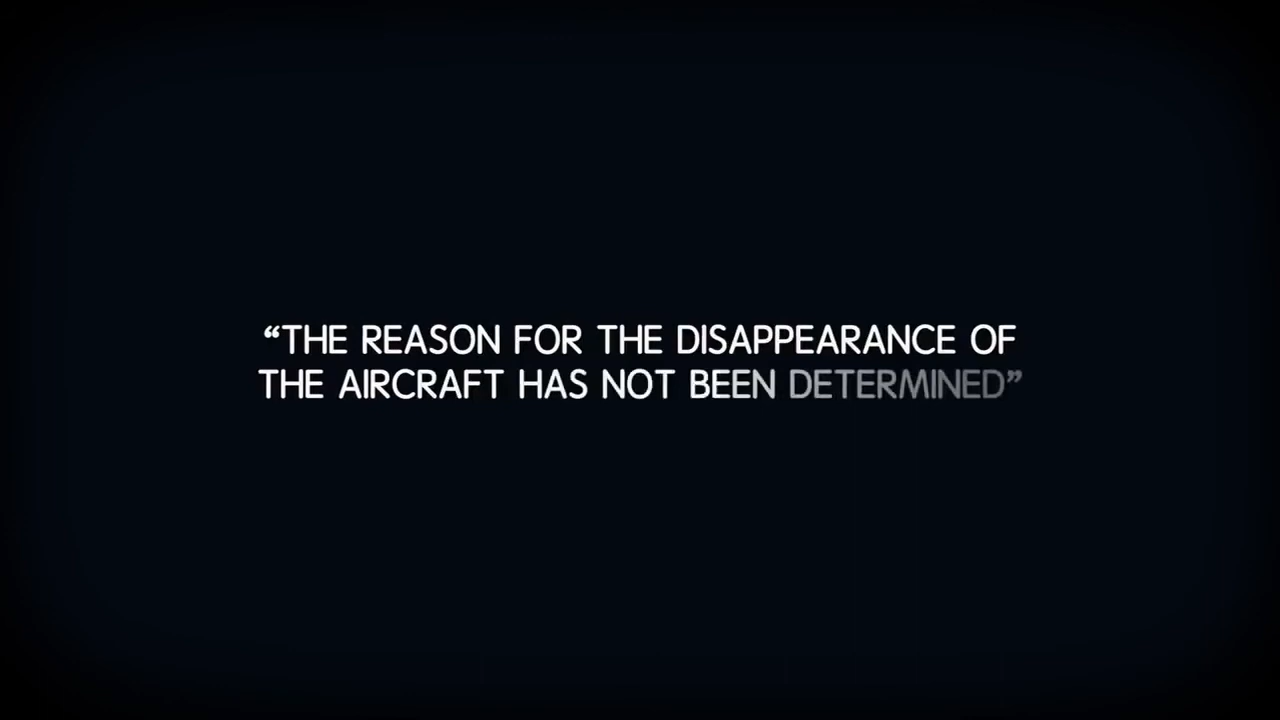 “THE REASON FOR THE DISAPPEARANCE OF
THE AIRCRAFT HAS NOT BEEN DETERMINED”